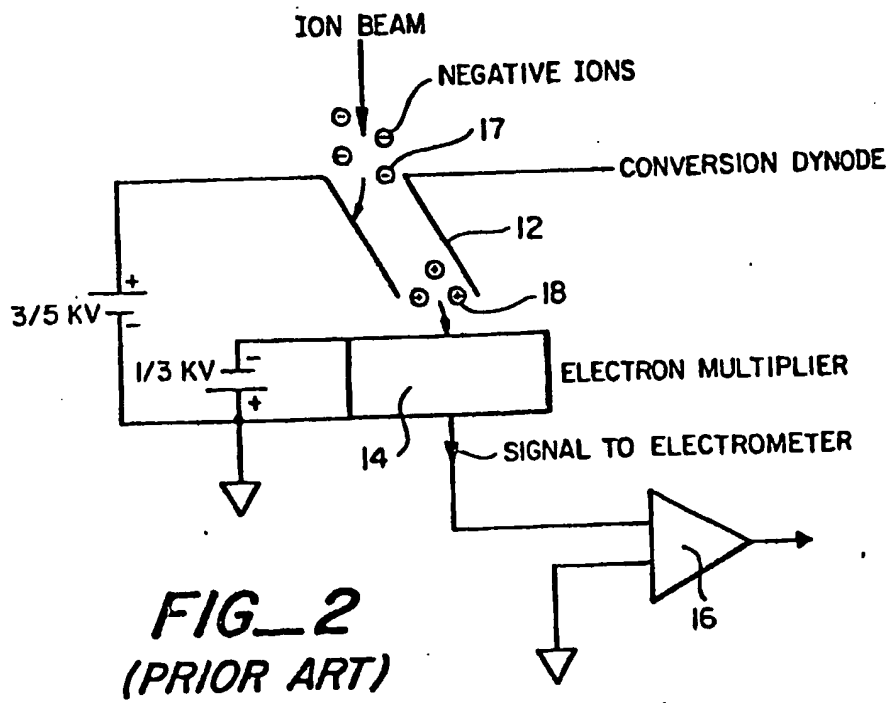 ION BEAM
NEGATIVE IONS
17
CONVERSION DYNODE
12
18
+
3/5 KV
-
1/3 KV
-
+
ELECTRON MULTIPLIER
14
SIGNAL TO ELECTROMETER
16
FIG_2
(PRIOR ART)